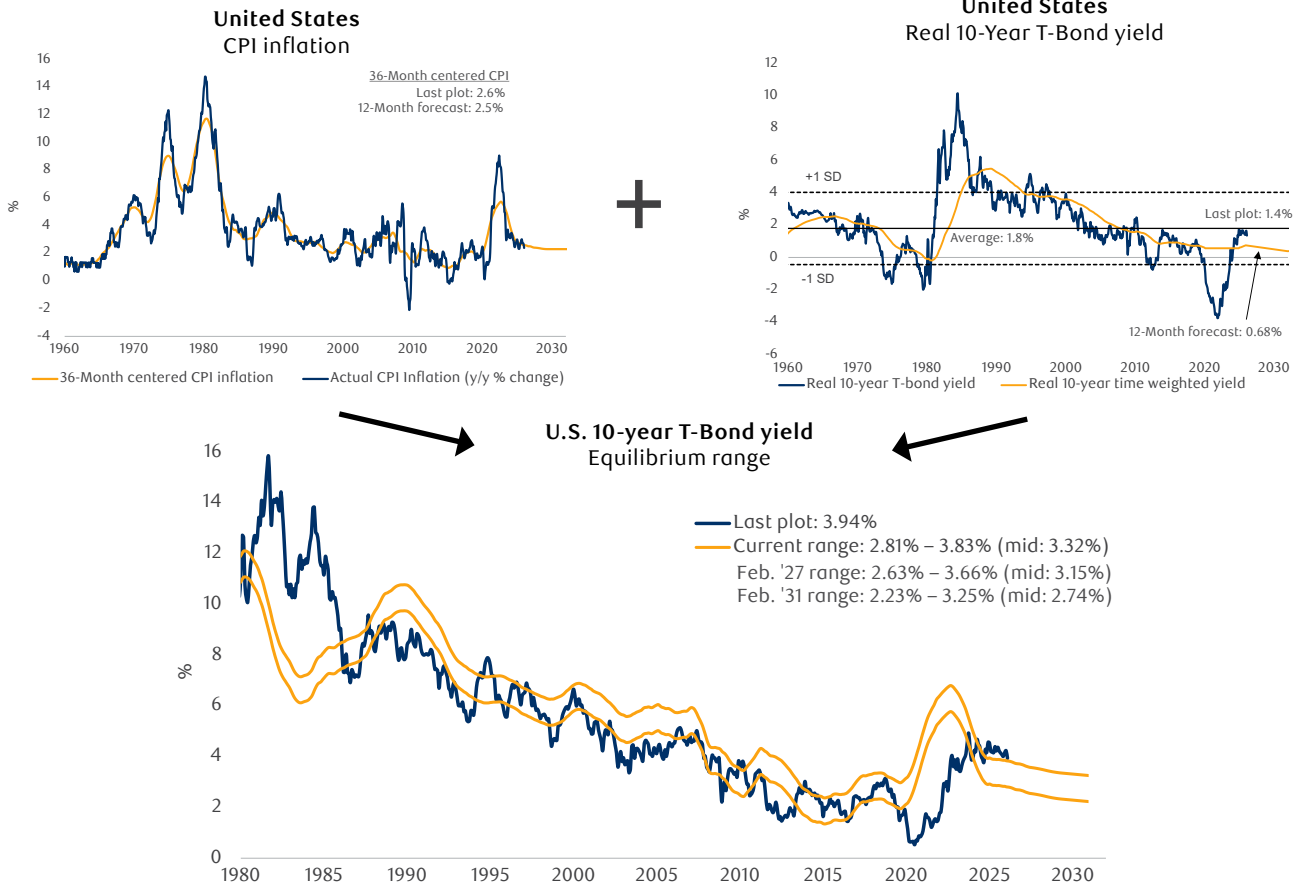 United States
CPI inflation
16
14
12
10
8
6
4
2
0
-2
-4
%
36-Month centered CPI
Last plot: 2.6%
12-Month forecast: 2.5%
1960 1970 1980 1990 2000 2010 2020 2030
36-Month centered CPI inflation Actual CPI Inflation (y/y % change)
+
United States
Real 10-Year T-Bond yield
12
10
8
6
4
2
0
-2
-4
-6
%
+1 SD
Last plot: 1.4%
Average: 1.8%
-1 SD
12-Month forecast: 0.68%
1960 1970 1980 1990 2000 2010 2020 2030
Real 10-year T-bond yield Real 10-year time weighted yield
U.S. 10-year T-Bond yield
Equilibrium range
16
14
12
10
8
6
4
2
0
%
Last plot: 3.94%
Current range: 2.81% – 3.83% (mid: 3.32%)
Feb. '27 range: 2.63% – 3.66% (mid: 3.15%)
Feb. '31 range: 2.23% – 3.25% (mid: 2.74%)
1980 1985 1990 1995 2000 2005 2010 2015 2020 2025 2030